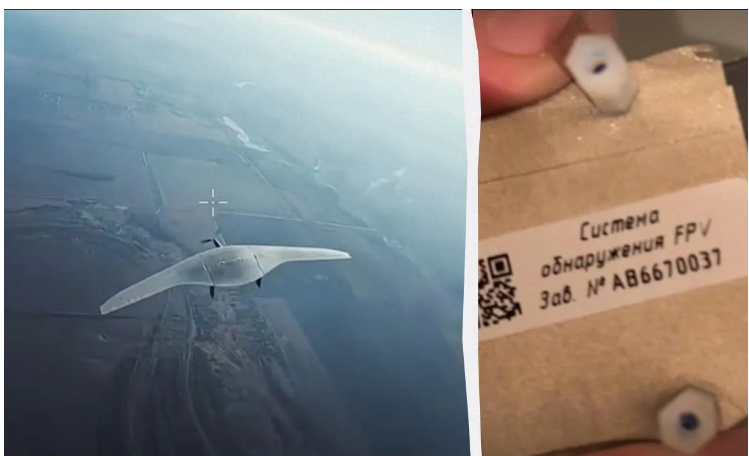 Система
обнаружения FPV
Зав. № АВ6670037